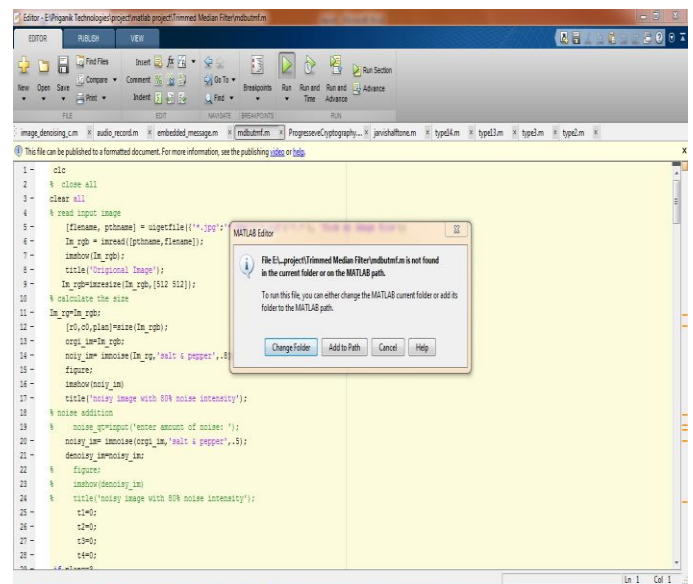 Editor - E:\Priganik Technologies\project\matlab project\Trimmed Median Filter\mdbutmf.m
EDITOR PUBLISH VIEW
New Open Save Find Files Compare Print
Insert Comment Indent
Go To Find
Breakpoints Run Run and Time Run and Advance Run Section Advance
FILE EDIT NAVIGATE BREAKPOINTS RUN
image_denoising_c.m audio_record.m embedded_message.m mdbutmf.m ProgresseveCryptography.... jarvishalftone.m type14.m type13.m type3.m type2.m
This file can be published to a formatted document. For more information, see the publishing video or help.
1 - clc
2 % close all
3 - clear all
4 % read input image
5 - [flename, pthname] = uigetfile({'*.jpg';'
6 - Im_rgb = imread([pthname,flename]);
7 - imshow(Im_rgb);
8 - title('Origional Image');
9 - Im_rgb=imresize(Im_rgb,[512 512]);
10 % calculate the size
11 - Im_rg=Im_rgb;
12 - [r0,c0,plan]=size(Im_rgb);
13 - orgi_im=Im_rgb;
14 - noiy_im= imnoise(Im_rg,'salt & pepper',.8)
15 - figure;
16 - imshow(noiy_im)
17 - title('noisy image with 80% noise intensity');
18 % noise addition
19 % noise_qt=input('enter amount of noise: ');
20 - noisy_im= imnoise(orgi_im,'salt & pepper',.5);
21 - denoisy_im=noisy_im;
22 % figure;
23 % imshow(denoisy_im)
24 % title('noisy image with 80% noise intensity');
25 - t1=0;
26 - t2=0;
27 - t3=0;
28 - t4=0;
MATLAB Editor
File E:\...project\Trimmed Median Filter\mdbutmf.m is not found
in the current folder or on the MATLAB path.
To run this file, you can either change the MATLAB current folder or add its
folder to the MATLAB path.
Change Folder Add to Path Cancel Help
Ln 1 Col 1